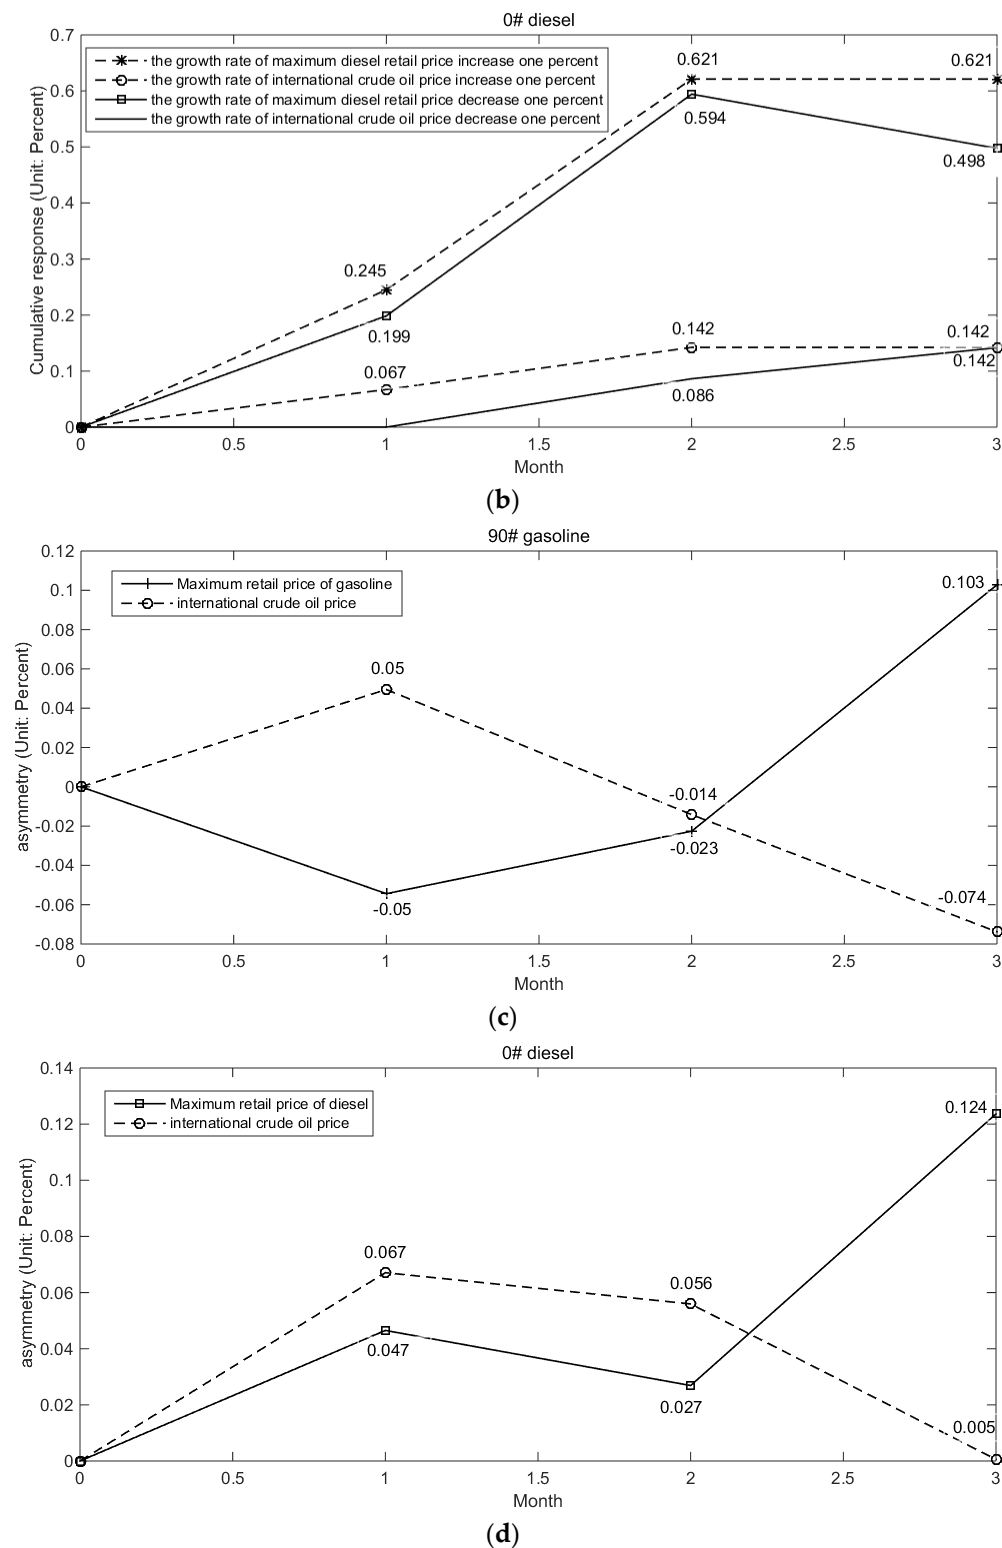 0# diesel
0.7
0.6
0.5
0.4
0.3
0.2
0.1
0
Cumulative response (Unit: Percent)
the growth rate of maximum diesel retail price increase one percent
the growth rate of international crude oil price increase one percent
the growth rate of maximum diesel retail price decrease one percent
the growth rate of international crude oil price decrease one percent
0.621
0.621
0.594
0.498
0.245
0.199
0.142
0.142
0.142
0.067
0.086
0 0.5 1 1.5 2 2.5 3
Month
(b)
90# gasoline
0.12
0.1
0.08
0.06
0.04
0.02
0
-0.02
-0.04
-0.06
-0.08
asymmetry (Unit: Percent)
Maximum retail price of gasoline
international crude oil price
0.103
0.05
-0.014
-0.023
-0.074
-0.05
0 0.5 1 1.5 2 2.5 3
Month
(c)
0# diesel
0.14
0.12
0.1
0.08
0.06
0.04
0.02
0
asymmetry (Unit: Percent)
Maximum retail price of diesel
international crude oil price
0.124
0.067
0.056
0.047
0.027
0.005
0 0.5 1 1.5 2 2.5 3
Month
(d)